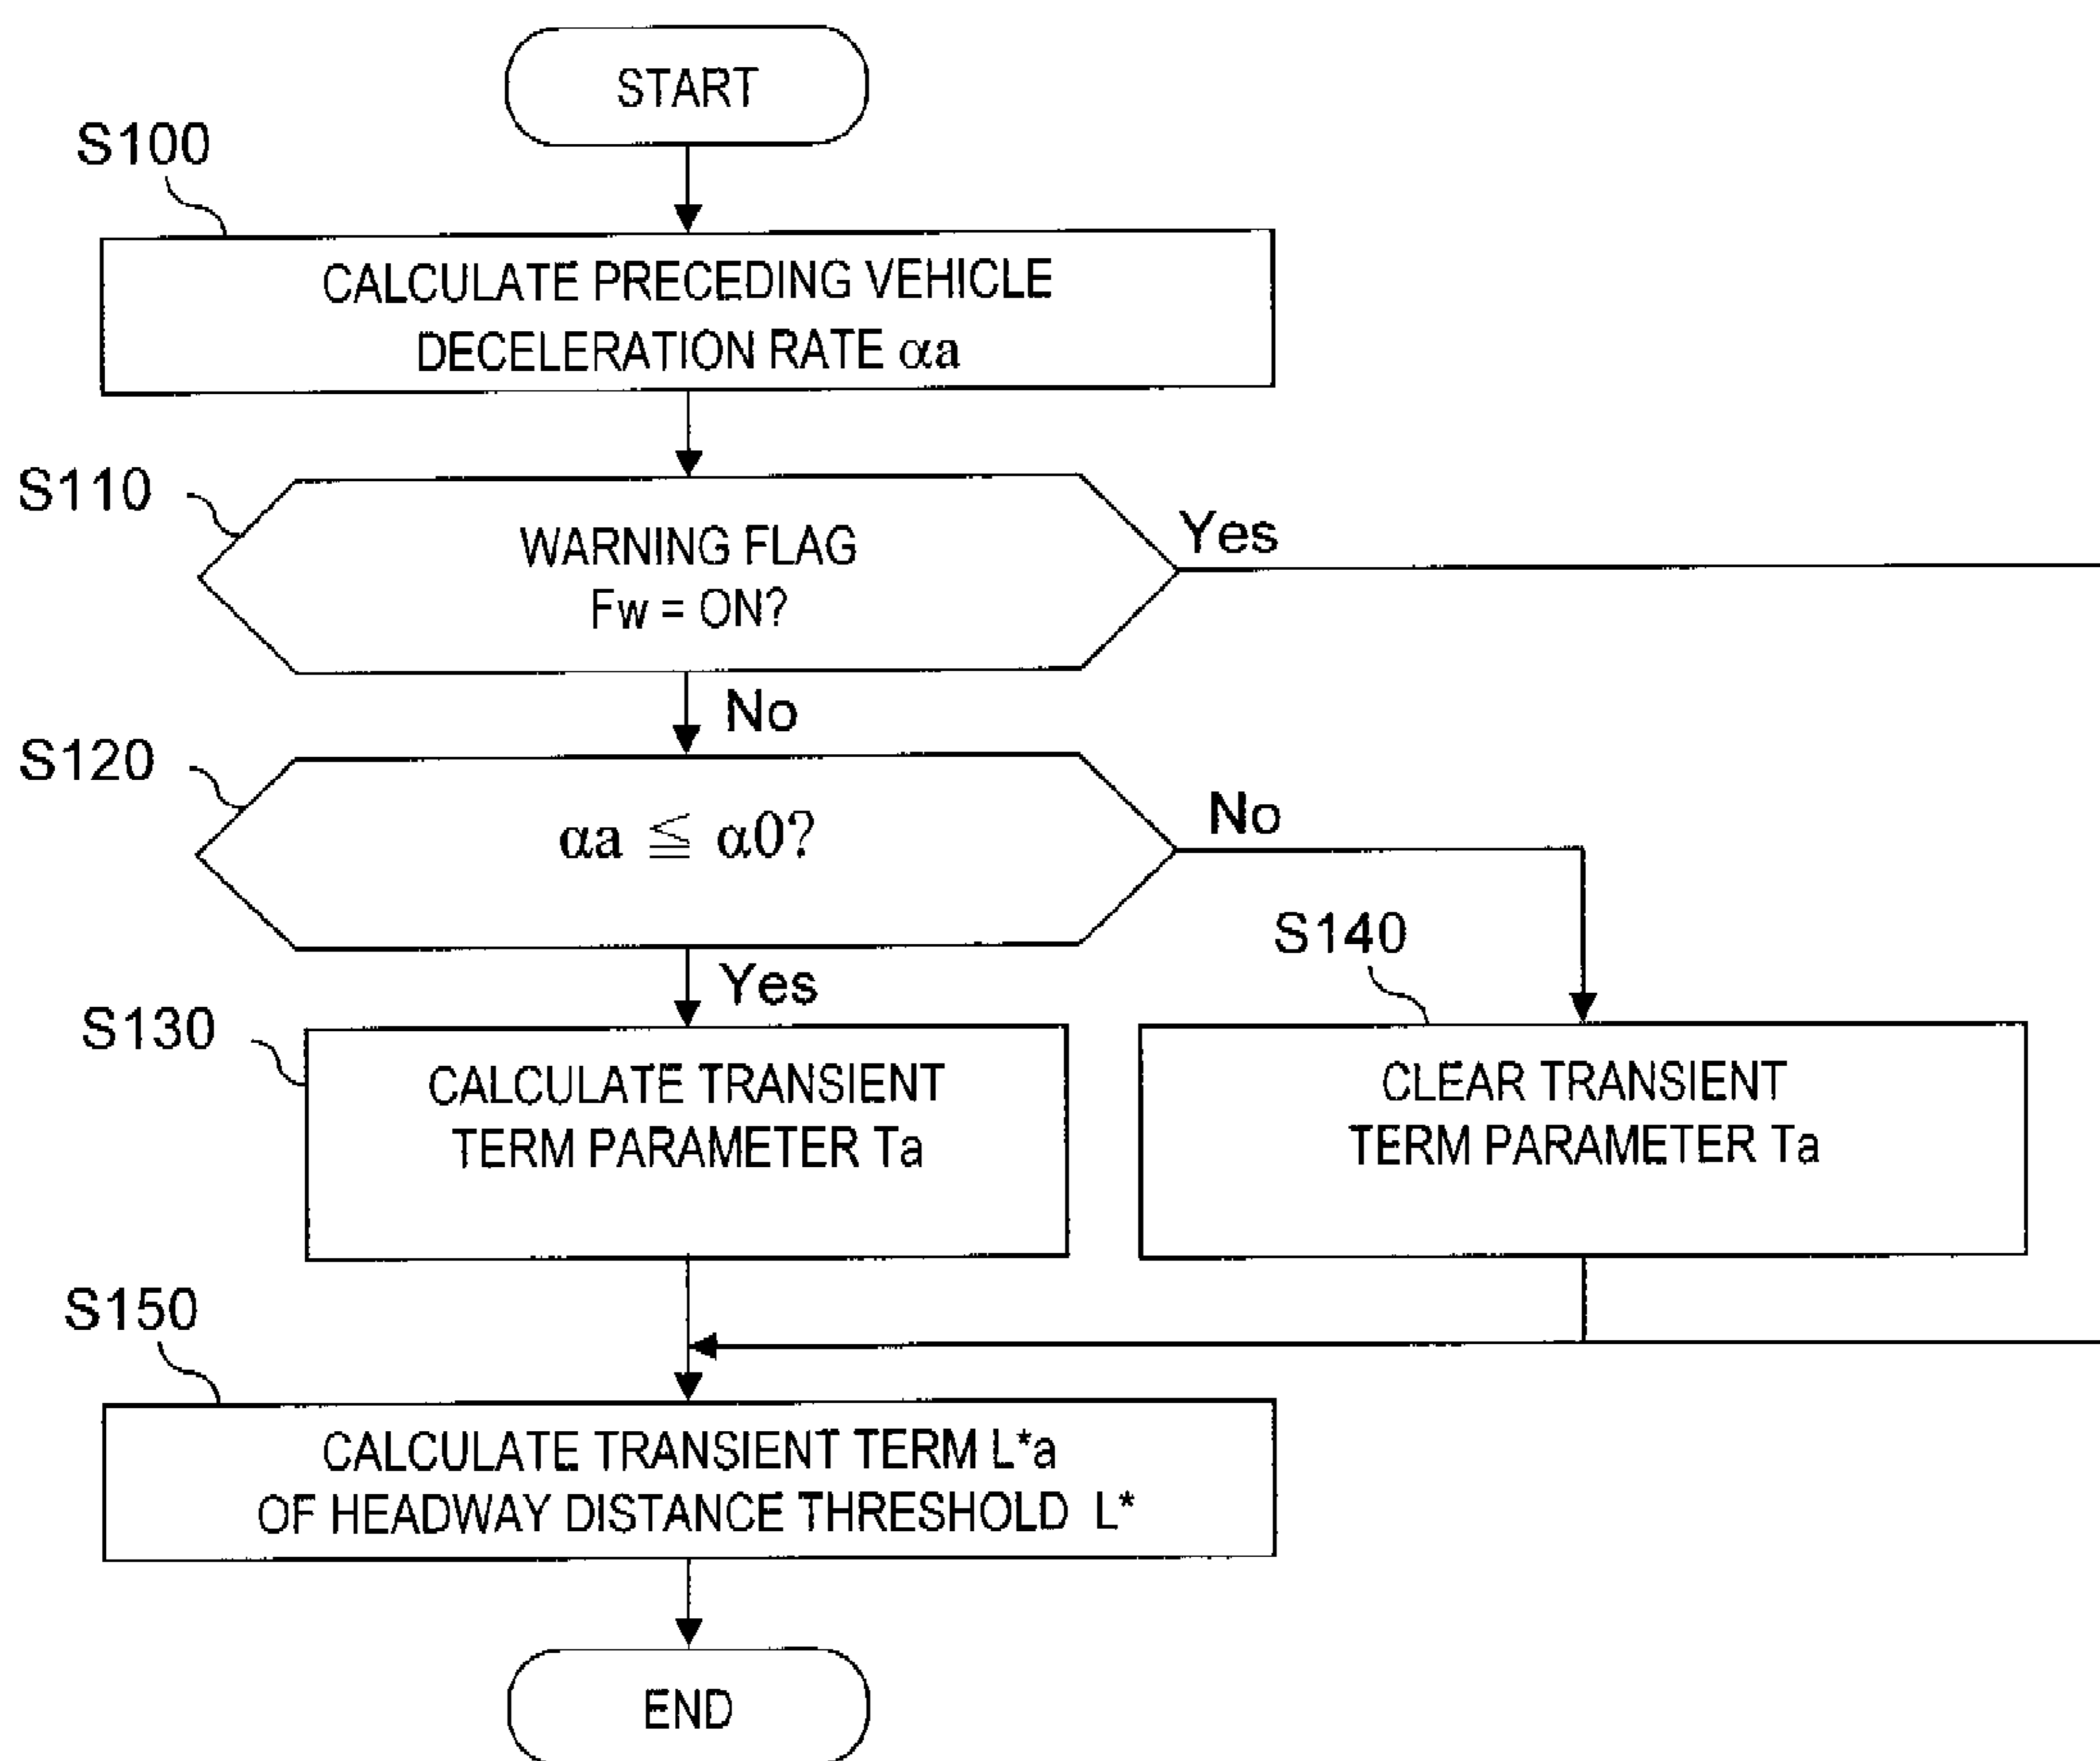 START
S100
CALCULATE PRECEDING VEHICLE
DECELERATION RATE αa
S110
WARNING FLAG
Fw = ON?
Yes
No
S120
αa ≦ α0?
No
Yes
S130
CALCULATE TRANSIENT
TERM PARAMETER Ta
S140
CLEAR TRANSIENT
TERM PARAMETER Ta
S150
CALCULATE TRANSIENT TERM L*a
OF HEADWAY DISTANCE THRESHOLD L*
END